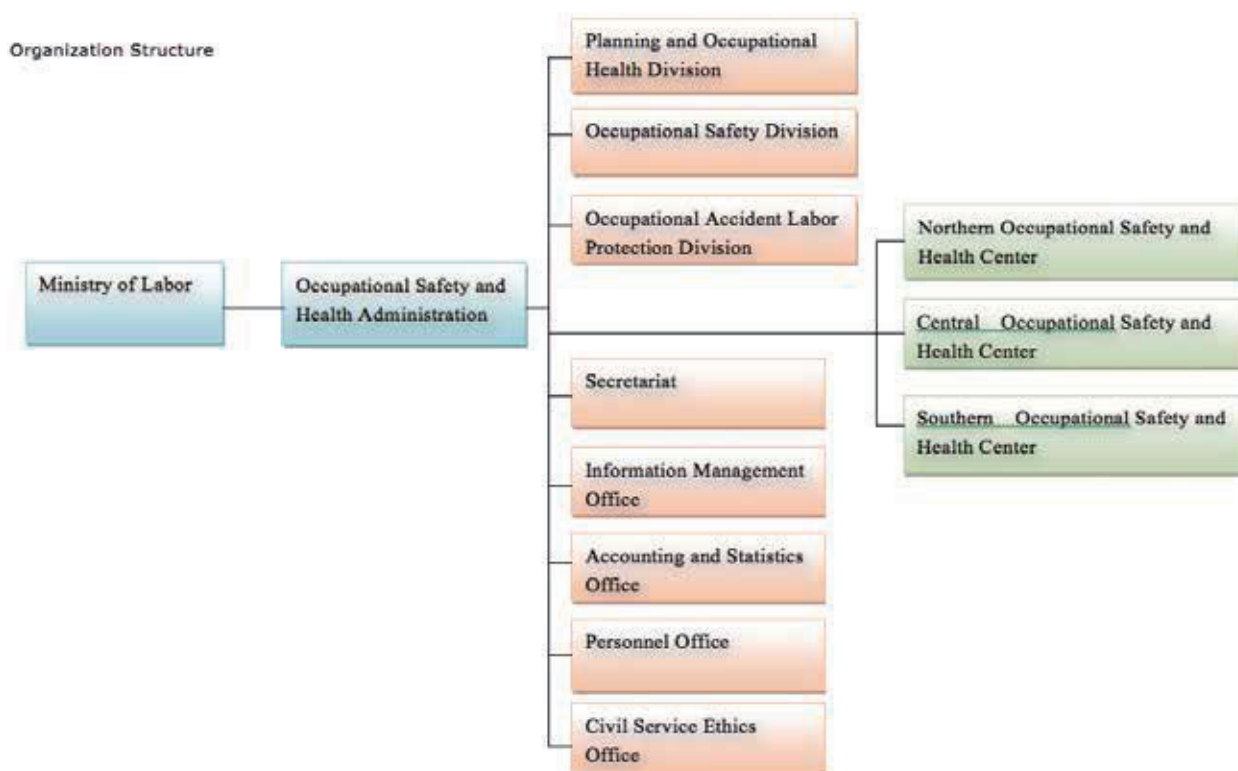 Organization Structure
Planning and Occupational
Health Division
Occupational Safety Division
Occupational Accident Labor
Protection Division
Northern Occupational Safety and
Health Center
Ministry of Labor
Occupational Safety and
Health Administration
Central Occupational Safety and
Health Center
Secretariat
Southern Occupational Safety and
Health Center
Information Management
Office
Accounting and Statistics
Office
Personnel Office
Civil Service Ethics
Office